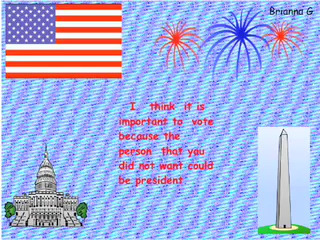 Brianna G
I think it is
important to vote
because the
person that you
did not want could
be president.